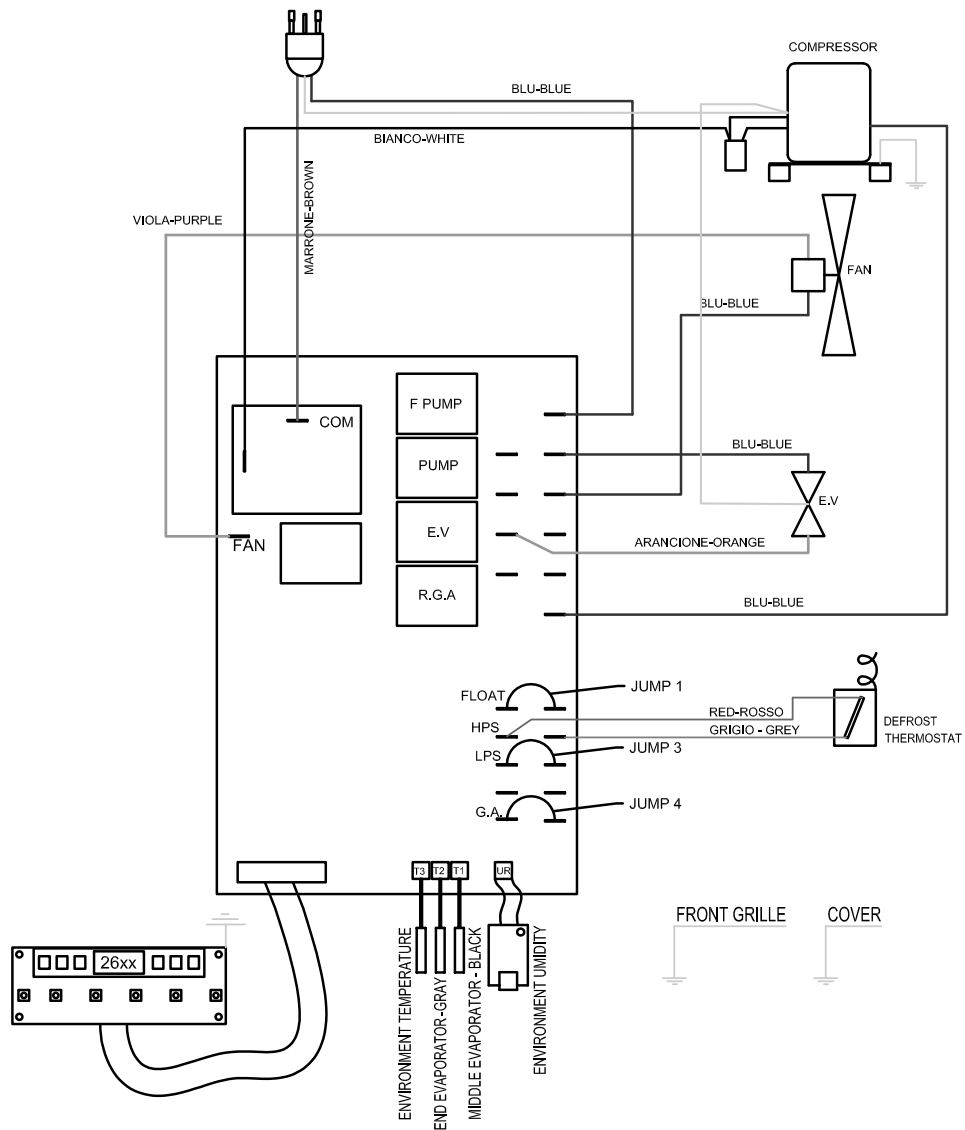 COMPRESSOR
BLU-BLUE
BIANCO-WHITE
MARRONE-BROWN
VIOLA-PURPLE
FAN
BLU-BLUE
F PUMP
COM
PUMP
BLU-BLUE
E.V
E.V
FAN
ARANCIONE-ORANGE
R.G.A
BLU-BLUE
FLOAT
JUMP 1
RED-ROSSO
HPS
GRIGIO - GREY
DEFROST
THERMOSTAT
LPS
JUMP 3
G.A.
JUMP 4
T3
T2
T1
UR
ENVIRONMENT TEMPERATURE
END EVAPORATOR-GRAY
MIDDLE EVAPORATOR - BLACK
ENVIRONMENT UMIDITY
FRONT GRILLE
COVER
26xx